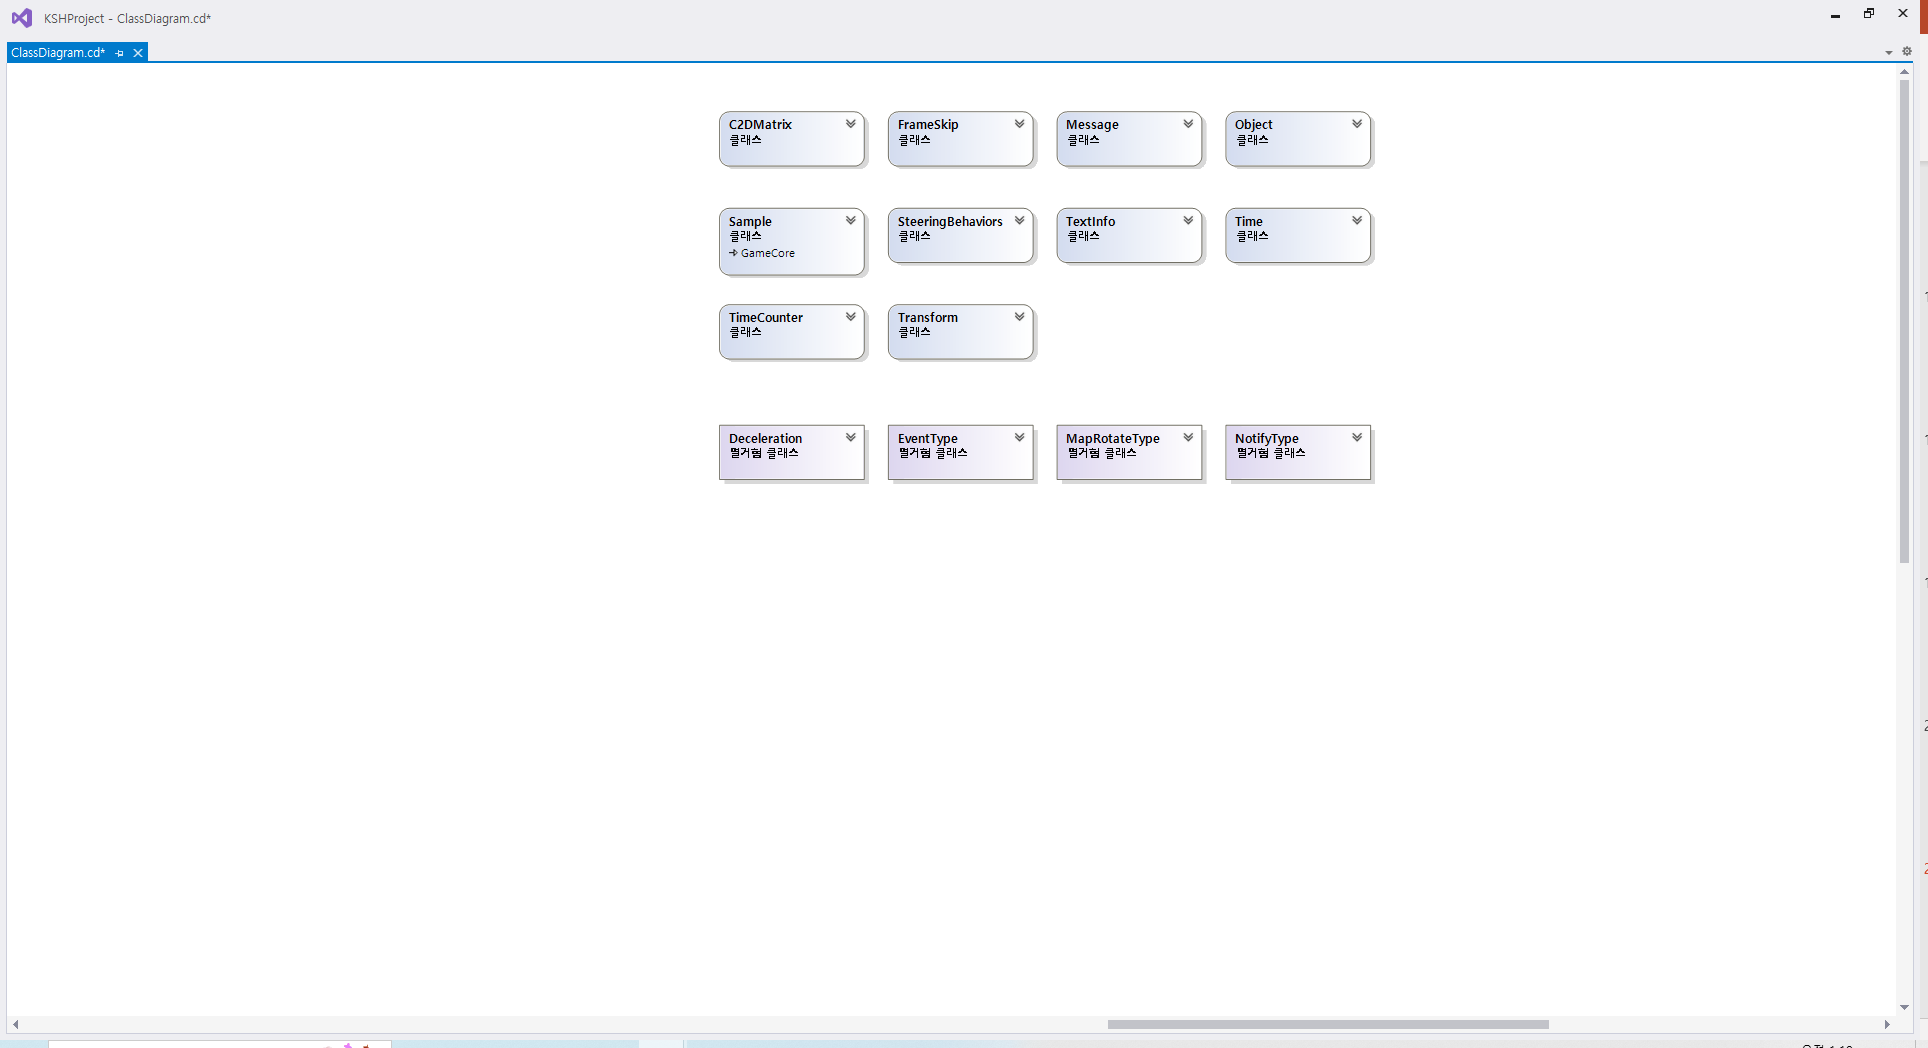 KSHProject - ClassDiagram.cd*
ClassDiagram.cd*
C2DMatrix
클래스
FrameSkip
클래스
Message
클래스
Object
클래스
Sample
클래스
GameCore
SteeringBehaviors
클래스
TextInfo
클래스
Time
클래스
TimeCounter
클래스
Transform
클래스
Deceleration
열거형 클래스
EventType
열거형 클래스
MapRotateType
열거형 클래스
NotifyType
열거형 클래스